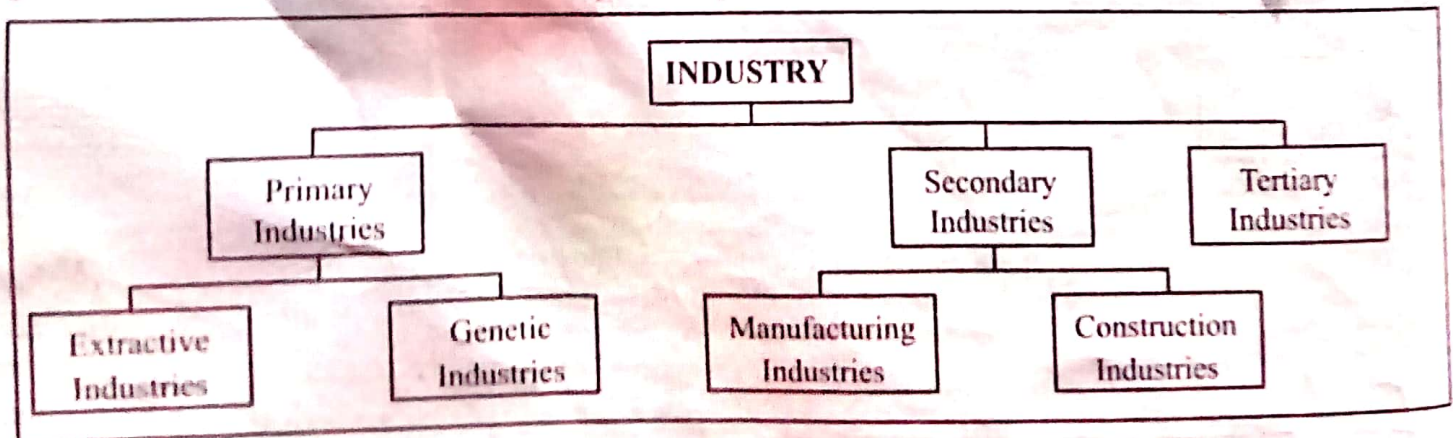 INDUSTRY
Primary
Industries
Secondary
Industries
Tertiary
Industries
Extractive
Industries
Genetic
Industries
Manufacturing
Industries
Construction
Industries